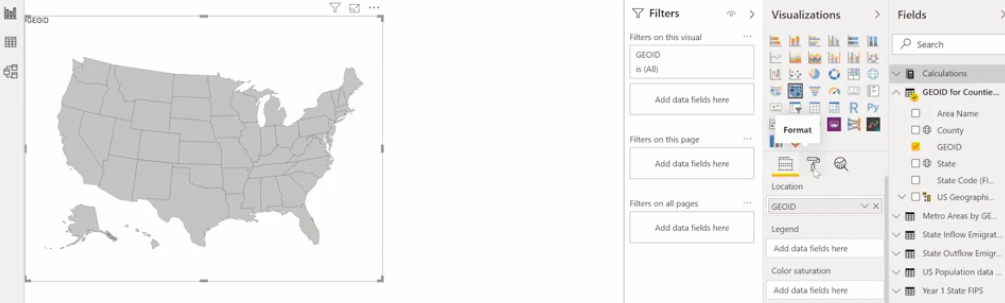 GEOID
Filters
Filters on this visual
GEOID
is (All)
Add data fields here
Filters on this page
Add data fields here
Filters on all pages
Add data fields here
Visualizations
R
Py
Format
Location
GEOID
Legend
Add data fields here
Color saturation
Add data fields here
Fields
Search
Calculations
GEOID for Countie...
Area Name
County
GEOID
State
State Code (FI...
US Geographi...
Metro Areas by GE...
State Inflow Emigrat...
State Outflow Emigr...
US Population data ...
Year 1 State FIPS